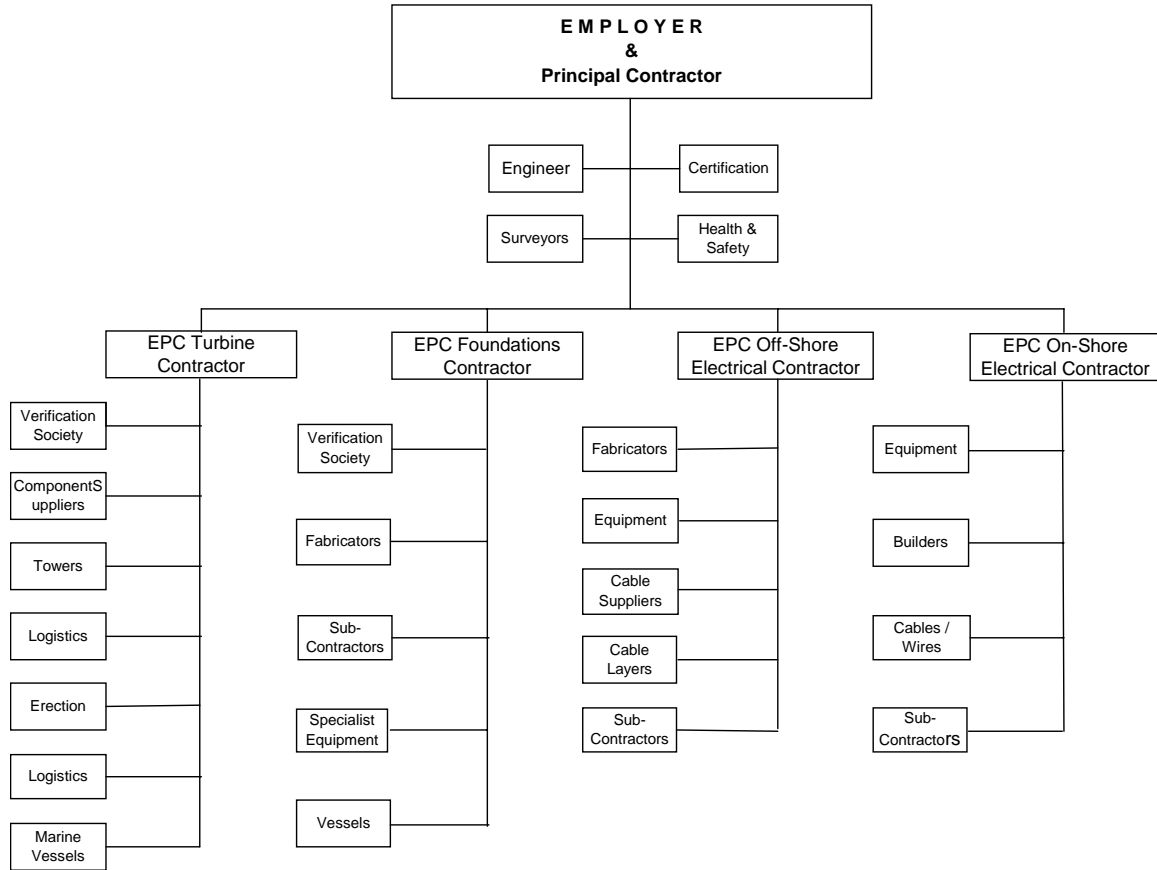 E M P L O Y E R
&
Principal Contractor
Engineer
Certification
Surveyors
Health &
Safety
EPC Turbine
Contractor
EPC Foundations
Contractor
EPC Off-Shore
Electrical Contractor
EPC On-Shore
Electrical Contractor
Verification
Society
ComponentS
uppliers
Towers
Logistics
Erection
Logistics
Marine
Vessels
Verification
Society
Fabricators
Sub-
Contractors
Specialist
Equipment
Vessels
Fabricators
Equipment
Cable
Suppliers
Cable
Layers
Sub-
Contractors
Equipment
Builders
Cables /
Wires
Sub-
Contractors